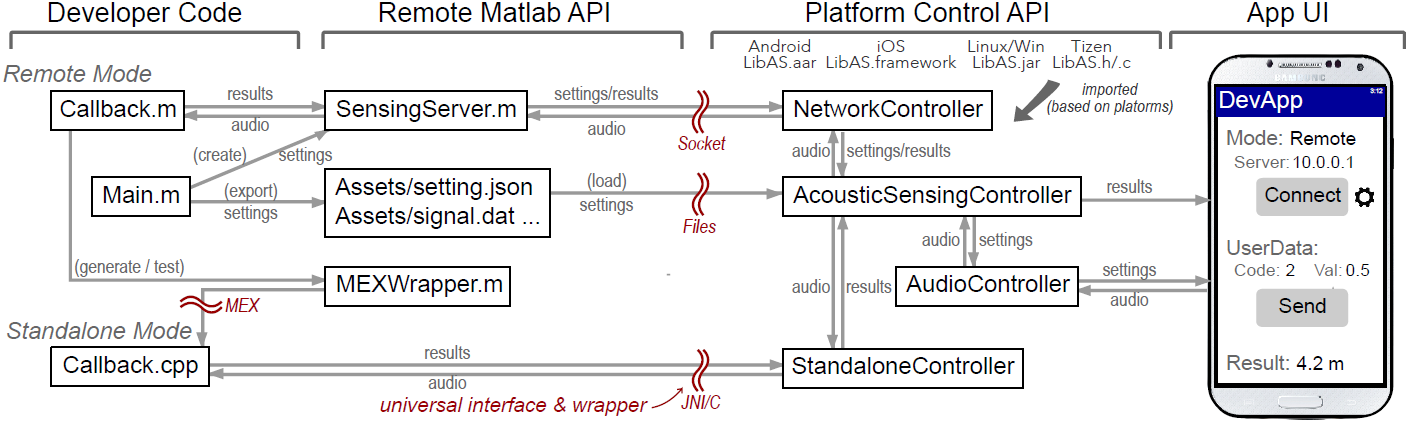 Developer Code
Remote Matlab API
Platform Control API
App UI
Android
LibAS.aar
iOS
LibAS.framework
Linux/Win
LibAS.jar
Tizen
LibAS.h/.c
imported
(based on platorms)
Remote Mode
Callback.m
results
audio
SensingServer.m
settings/results
audio
Socket
NetworkController
(create)
settings
audio
settings/results
Main.m
(export)
settings
Assets/setting.json
Assets/signal.dat ...
(load)
settings
Files
AcousticSensingController
results
audio
settings
(generate / test)
MEXWrapper.m
MEX
audio
results
AudioController
settings
audio
Standalone Mode
Callback.cpp
results
audio
universal interface & wrapper
JNI/C
StandaloneController
SAMSUNG
3:12
DevApp
Mode: Remote
Server: 10.0.0.1
Connect
UserData:
Code: 2 Val: 0.5
Send
Result: 4.2 m